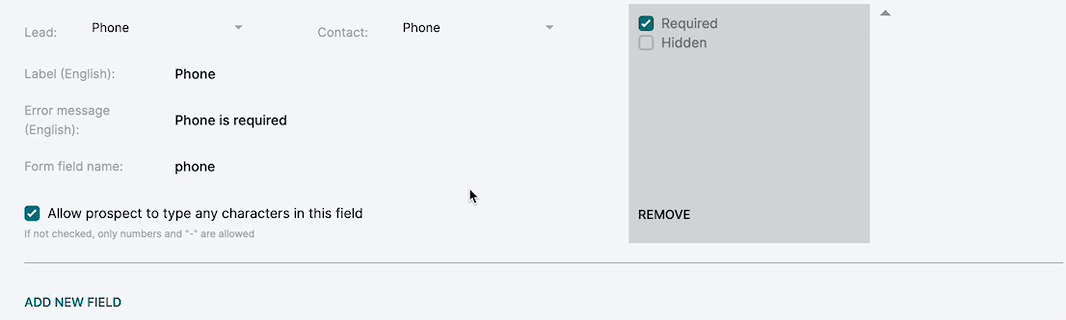 Lead: Phone Contact: Phone
Required
Hidden
Label (English): Phone
Error message
(English): Phone is required
Form field name: phone
Allow prospect to type any characters in this field
If not checked, only numbers and "-" are allowed
REMOVE
ADD NEW FIELD